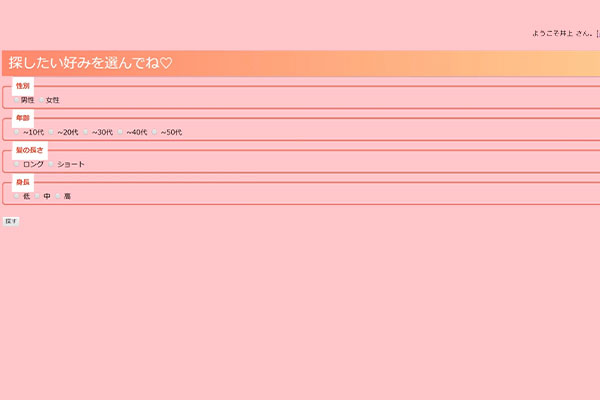 ようこそ井上 さん。[
探したい好みを選んでね♡
性別
男性 女性
年齢
~10代 ~20代 ~30代 ~40代 ~50代
髪の長さ
ロング ショート
身長
低 中 高
探す